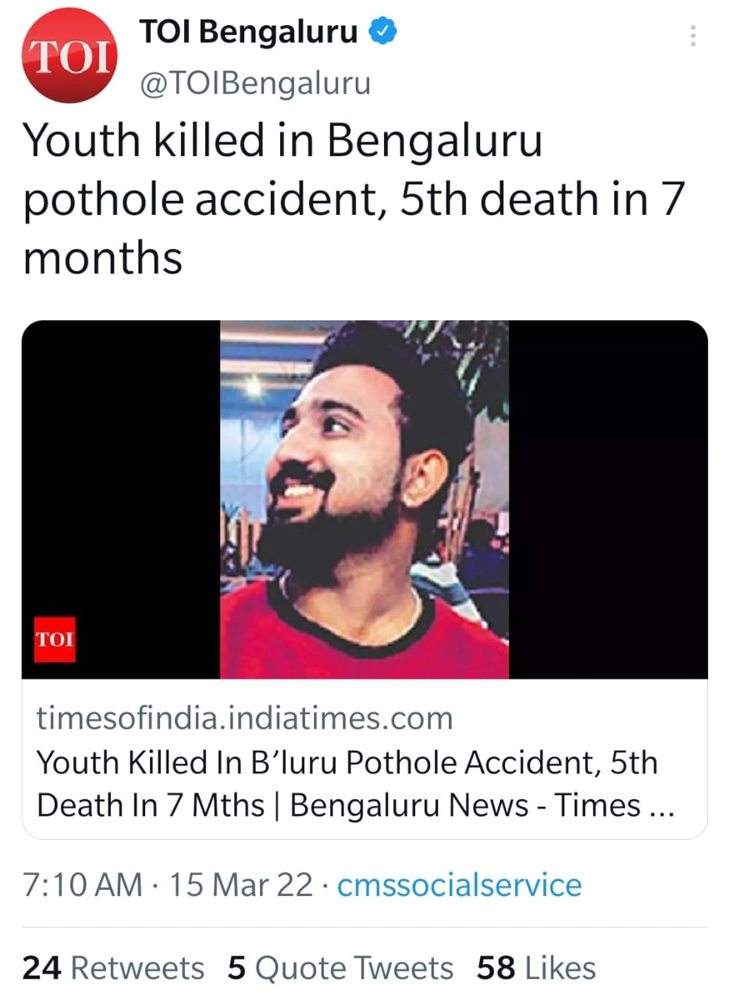 TOI
TOI Bengaluru
@TOIBengaluru
Youth killed in Bengaluru
pothole accident, 5th death in 7
months
TOI
timesofindia.indiatimes.com
Youth Killed In B’luru Pothole Accident, 5th
Death In 7 Mths | Bengaluru News - Times ...
7:10 AM · 15 Mar 22 · cmssocialservice
24 Retweets 5 Quote Tweets 58 Likes